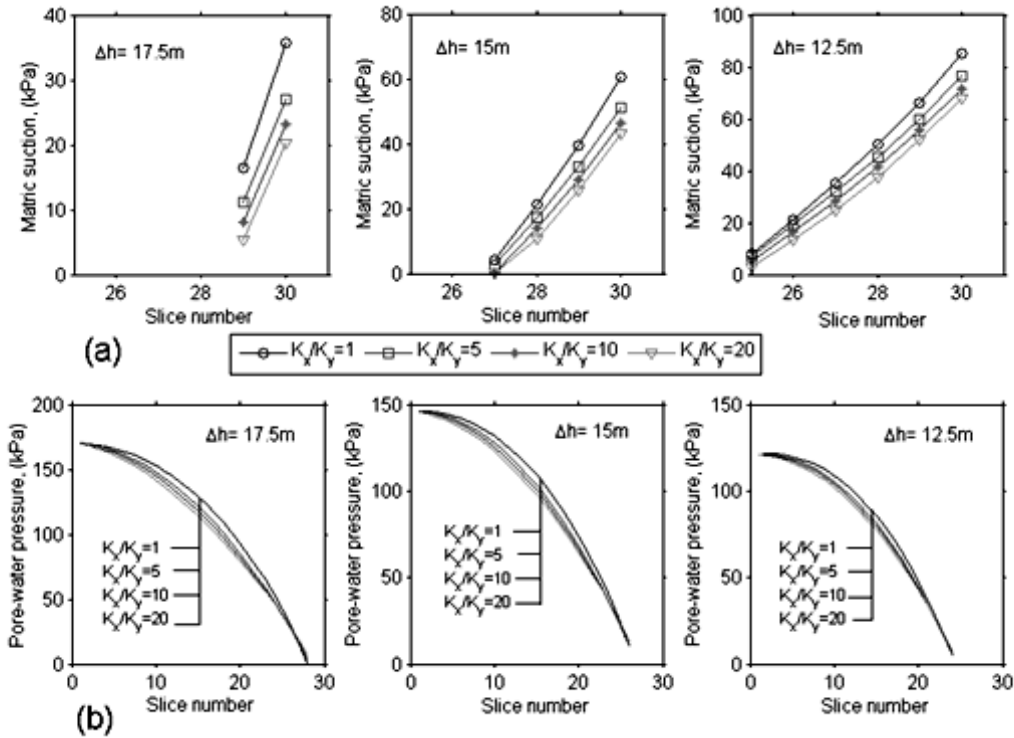 Δh= 17.5m
Matric suction, (kPa)
40
30
20
10
0
26
28
30
Slice number
Δh= 15m
Matric suction, (kPa)
80
60
40
20
0
26
28
30
Slice number
Δh= 12.5m
Matric suction, (kPa)
100
80
60
40
20
0
26
28
30
Slice number
(a)
Kx/Ky=1 Kx/Ky=5 Kx/Ky=10 Kx/Ky=20
Δh= 17.5m
Pore-water pressure, (kPa)
200
150
100
50
0
Kx/Ky=1
Kx/Ky=5
Kx/Ky=10
Kx/Ky=20
0
10
20
30
Slice number
Δh= 15m
Pore-water pressure, (kPa)
150
100
50
0
Kx/Ky=1
Kx/Ky=5
Kx/Ky=10
Kx/Ky=20
0
10
20
30
Slice number
Δh= 12.5m
Pore-water pressure, (kPa)
150
100
50
0
Kx/Ky=1
Kx/Ky=5
Kx/Ky=10
Kx/Ky=20
0
10
20
30
Slice number
(b)